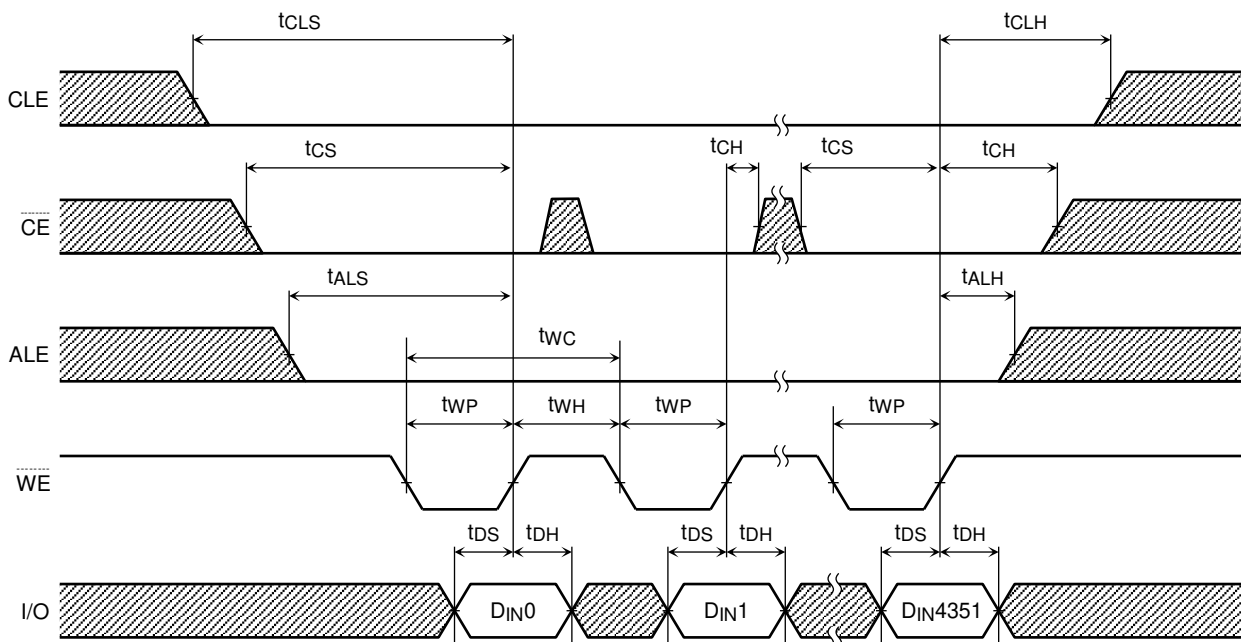 tCLS tCLH
CLE
tCS tCH tCS tCH
CE
tALS tALH
ALE
tWC
tWP tWH tWP tWP
WE
tDS tDH tDS tDH tDS tDH
I/O DIN0 DIN1 DIN4351